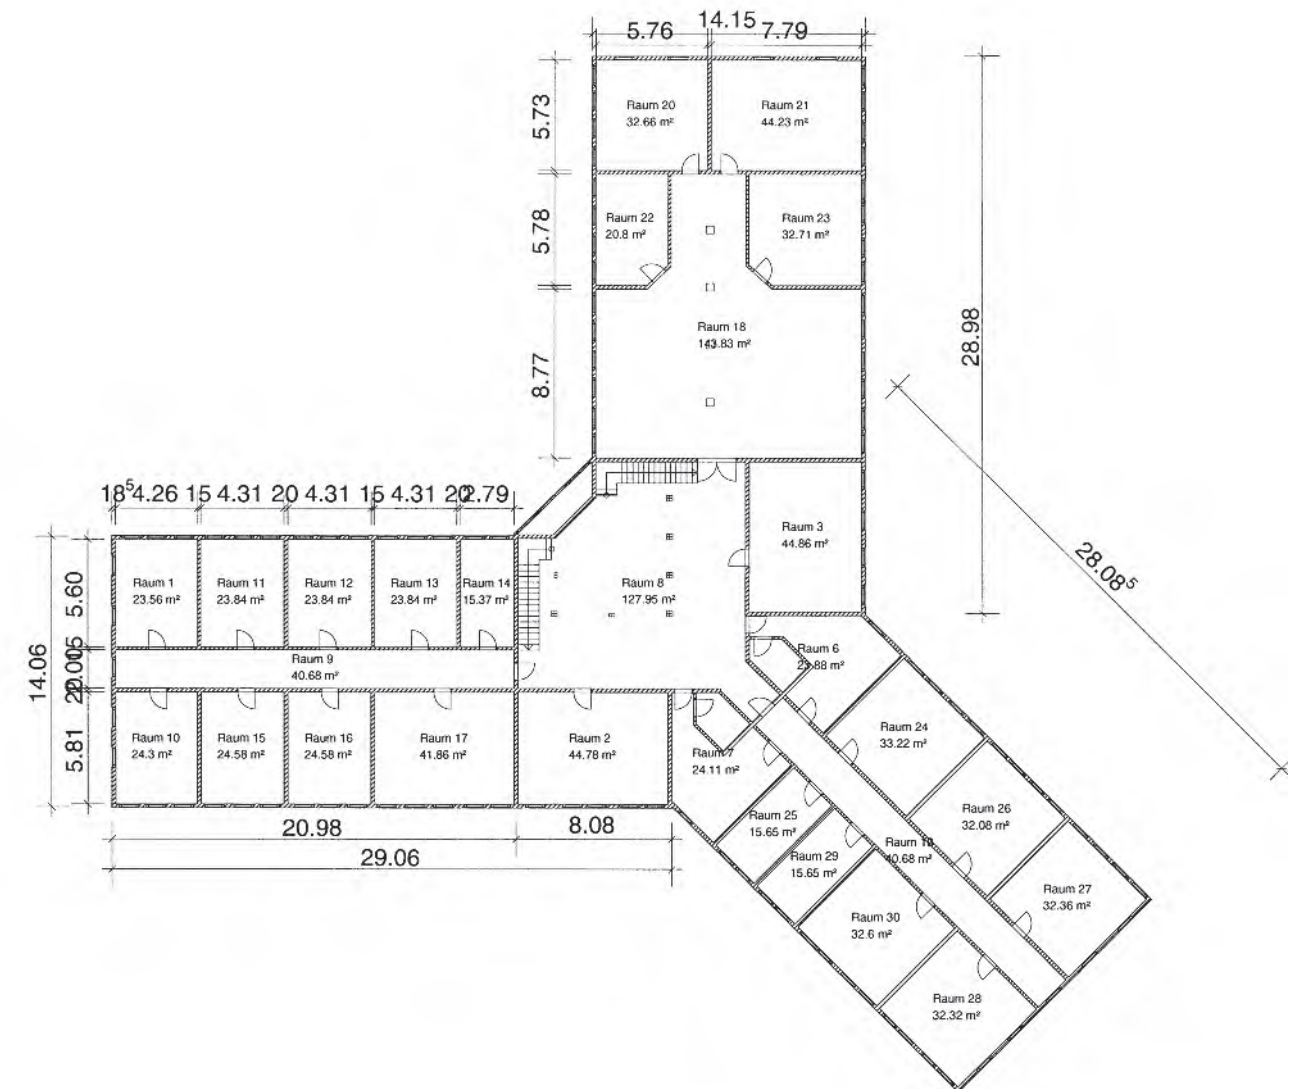 14.15
5.76 7.79
5.73
Raum 20
32.66 m²
Raum 21
44.23 m²
5.78
Raum 22
20.8 m²
Raum 23
32.71 m²
8.77
Raum 18
28.98
18⁵ 4.26 15 4.31 20 4.31 15 4.31 20 2.79
Raum 3
44.86 m²
28.08⁵
14.06
5.60
Raum 1
23.56 m²
Raum 11
23.84 m²
Raum 12
23.84 m²
Raum 13
23.84 m²
Raum 14
15.37 m²
Raum 8
127.95 m²
Raum 9
40.68 m²
Raum 6
5.81
Raum 10
24.3 m²
Raum 15
24.58 m²
Raum 16
24.58 m²
Raum 17
41.86 m²
Raum 2
44.78 m²
Raum 7
24.11 m²
Raum 24
33.22 m²
20.98 8.08
29.06
Raum 25
15.65 m²
Raum 26
32.08 m²
Raum 29
15.65 m²
Raum 19
40.68 m²
Raum 27
32.36 m²
Raum 30
32.6 m²
Raum 28
32.32 m²